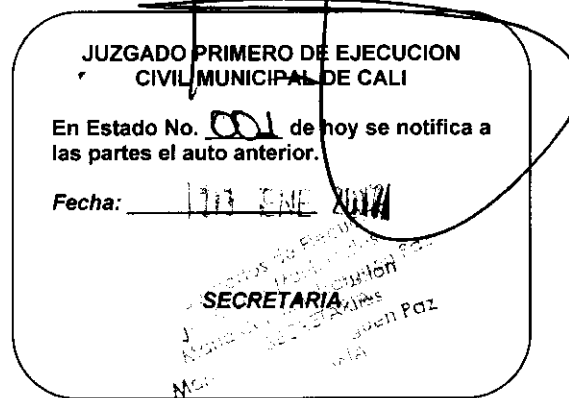 JUZGADO PRIMERO DE EJECUCION
CIVIL MUNICIPAL DE CALI
En Estado No. 001 de hoy se notifica a
las partes el auto anterior.
Fecha: ENE
SECRETARIA